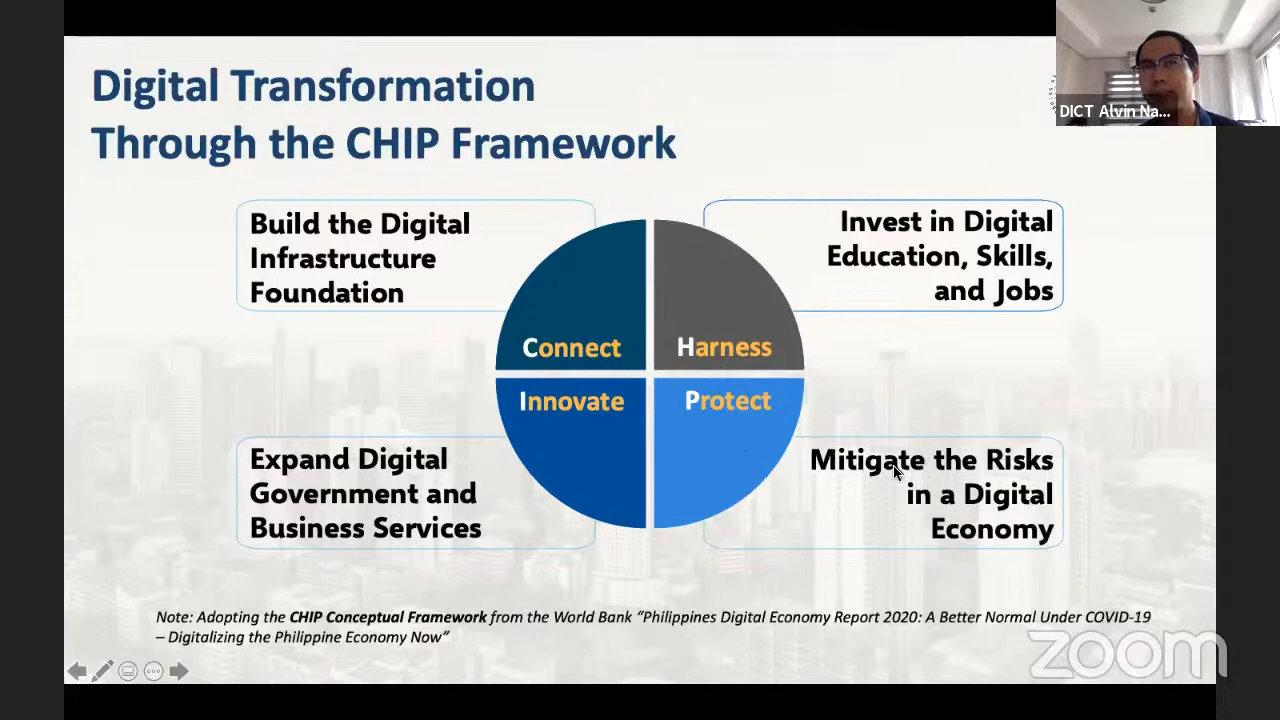 Digital Transformation
Through the CHIP Framework
DICT Alvin Na...
Build the Digital
Infrastructure
Foundation
Invest in Digital
Education, Skills,
and Jobs
Connect
Harness
Innovate
Protect
Expand Digital
Government and
Business Services
Mitigate the Risks
in a Digital
Economy
Note: Adopting the CHIP Conceptual Framework from the World Bank “Philippines Digital Economy Report 2020: A Better Normal Under COVID-19
– Digitalizing the Philippine Economy Now”
zoom